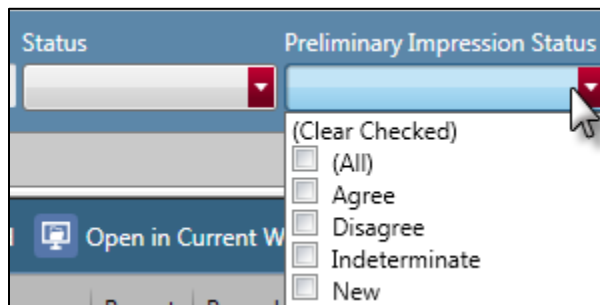 Status
Preliminary Impression Status
(Clear Checked)
(All)
Agree
Disagree
Indeterminate
New
Open in Current W